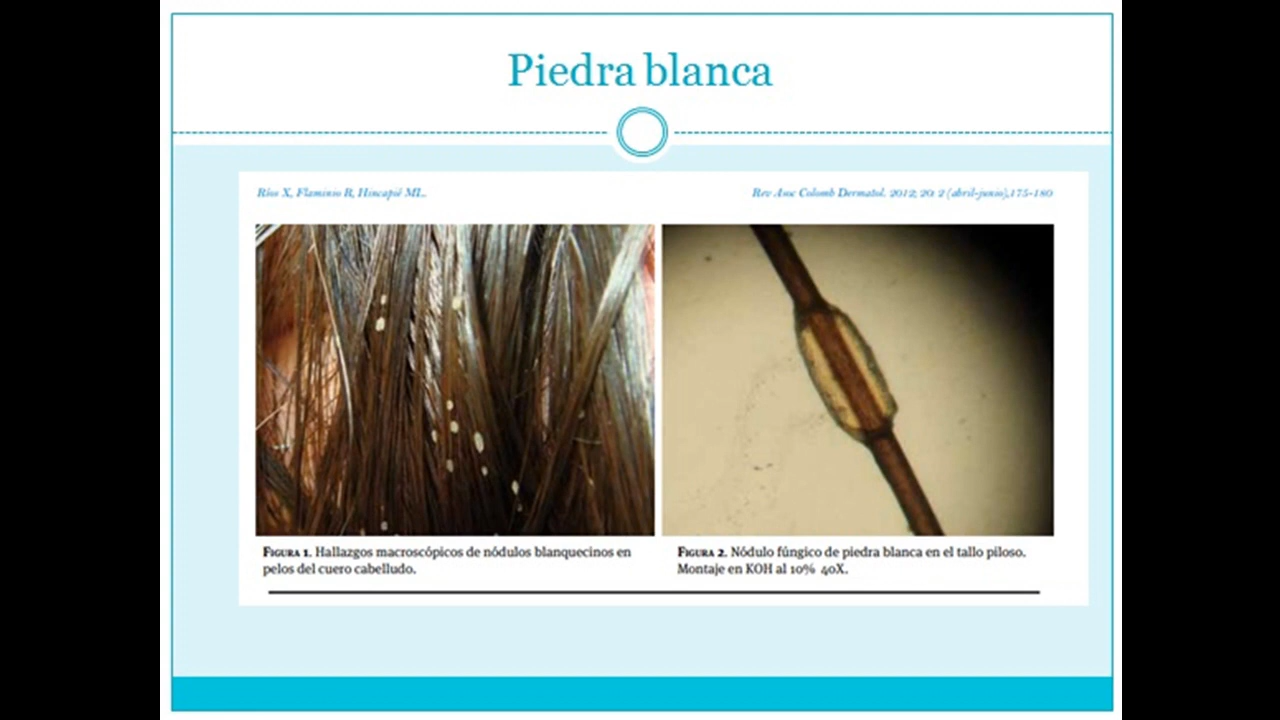 Piedra blanca
Ríos X, Flaminio R, Hincapié ML.
Rev Asoc Colomb Dermatol. 2012; 20: 2 (abril-junio),175-180
FIGURA 1. Hallazgos macroscópicos de nódulos blanquecinos en
pelos del cuero cabelludo.
FIGURA 2. Nódulo fúngico de piedra blanca en el tallo piloso.
Montaje en KOH al 10% 40X.